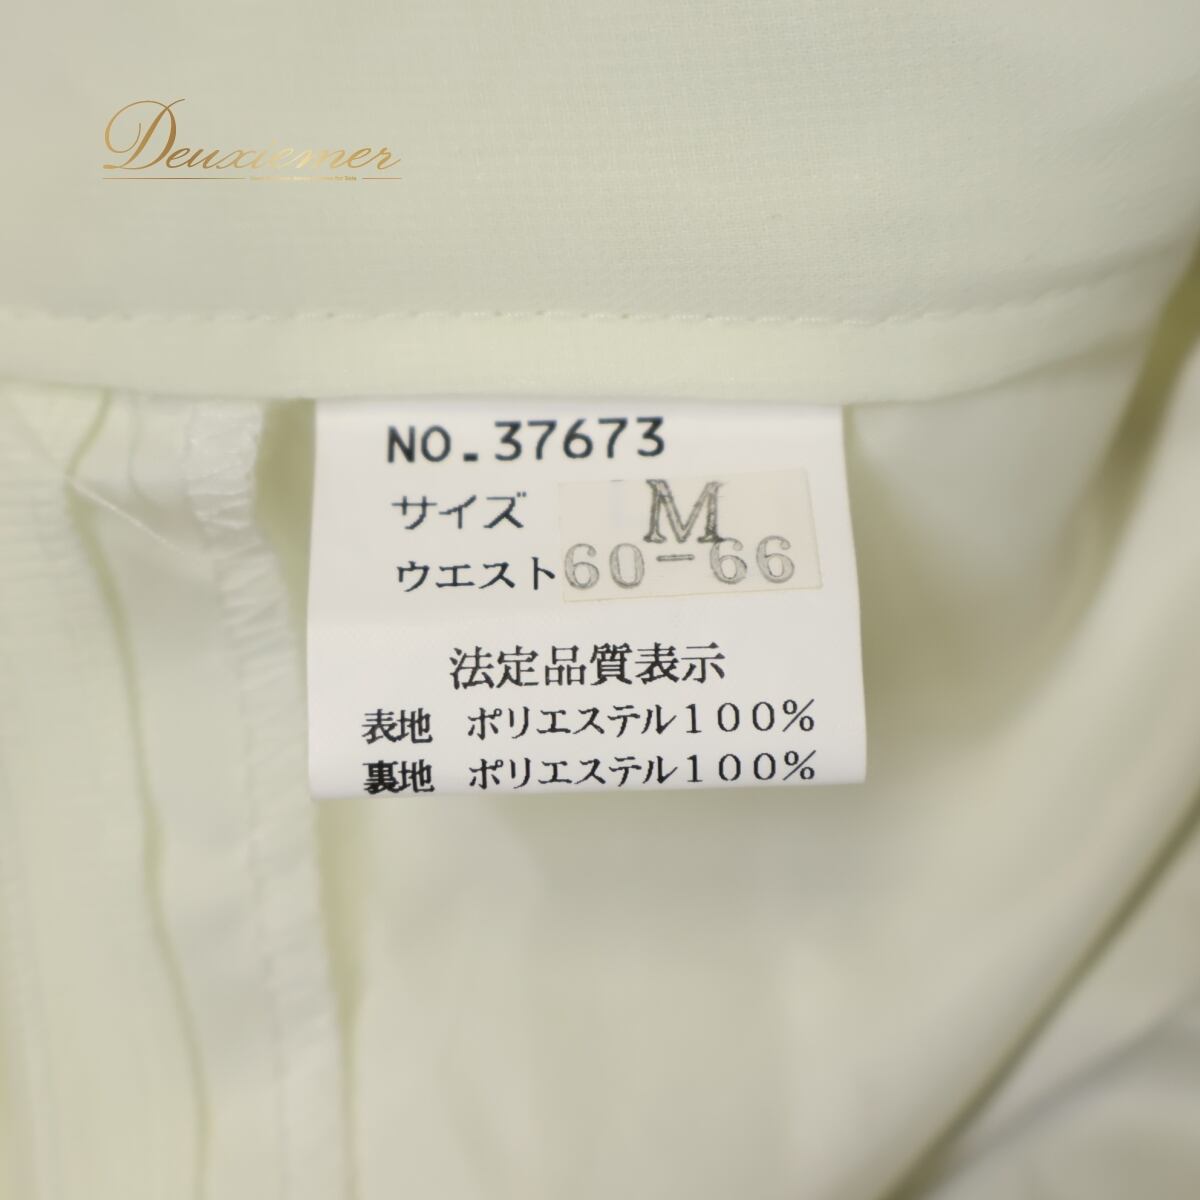 Deuxiemer
NO.37673
サイズ M
ウエスト 60-66
法定品質表示
表地 ポリエステル100%
裏地 ポリエステル100%